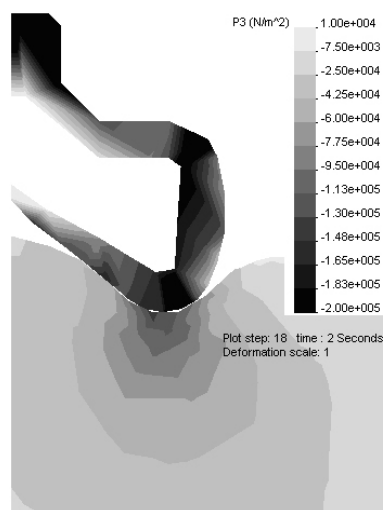 P3 (N/m^2)
1.00e+004
-7.50e+003
-2.50e+004
-4.25e+004
-6.00e+004
-7.75e+004
-9.50e+004
-1.13e+005
-1.30e+005
-1.48e+005
-1.65e+005
-1.83e+005
-2.00e+005
Plot step: 18 time : 2 Seconds
Deformation scale: 1